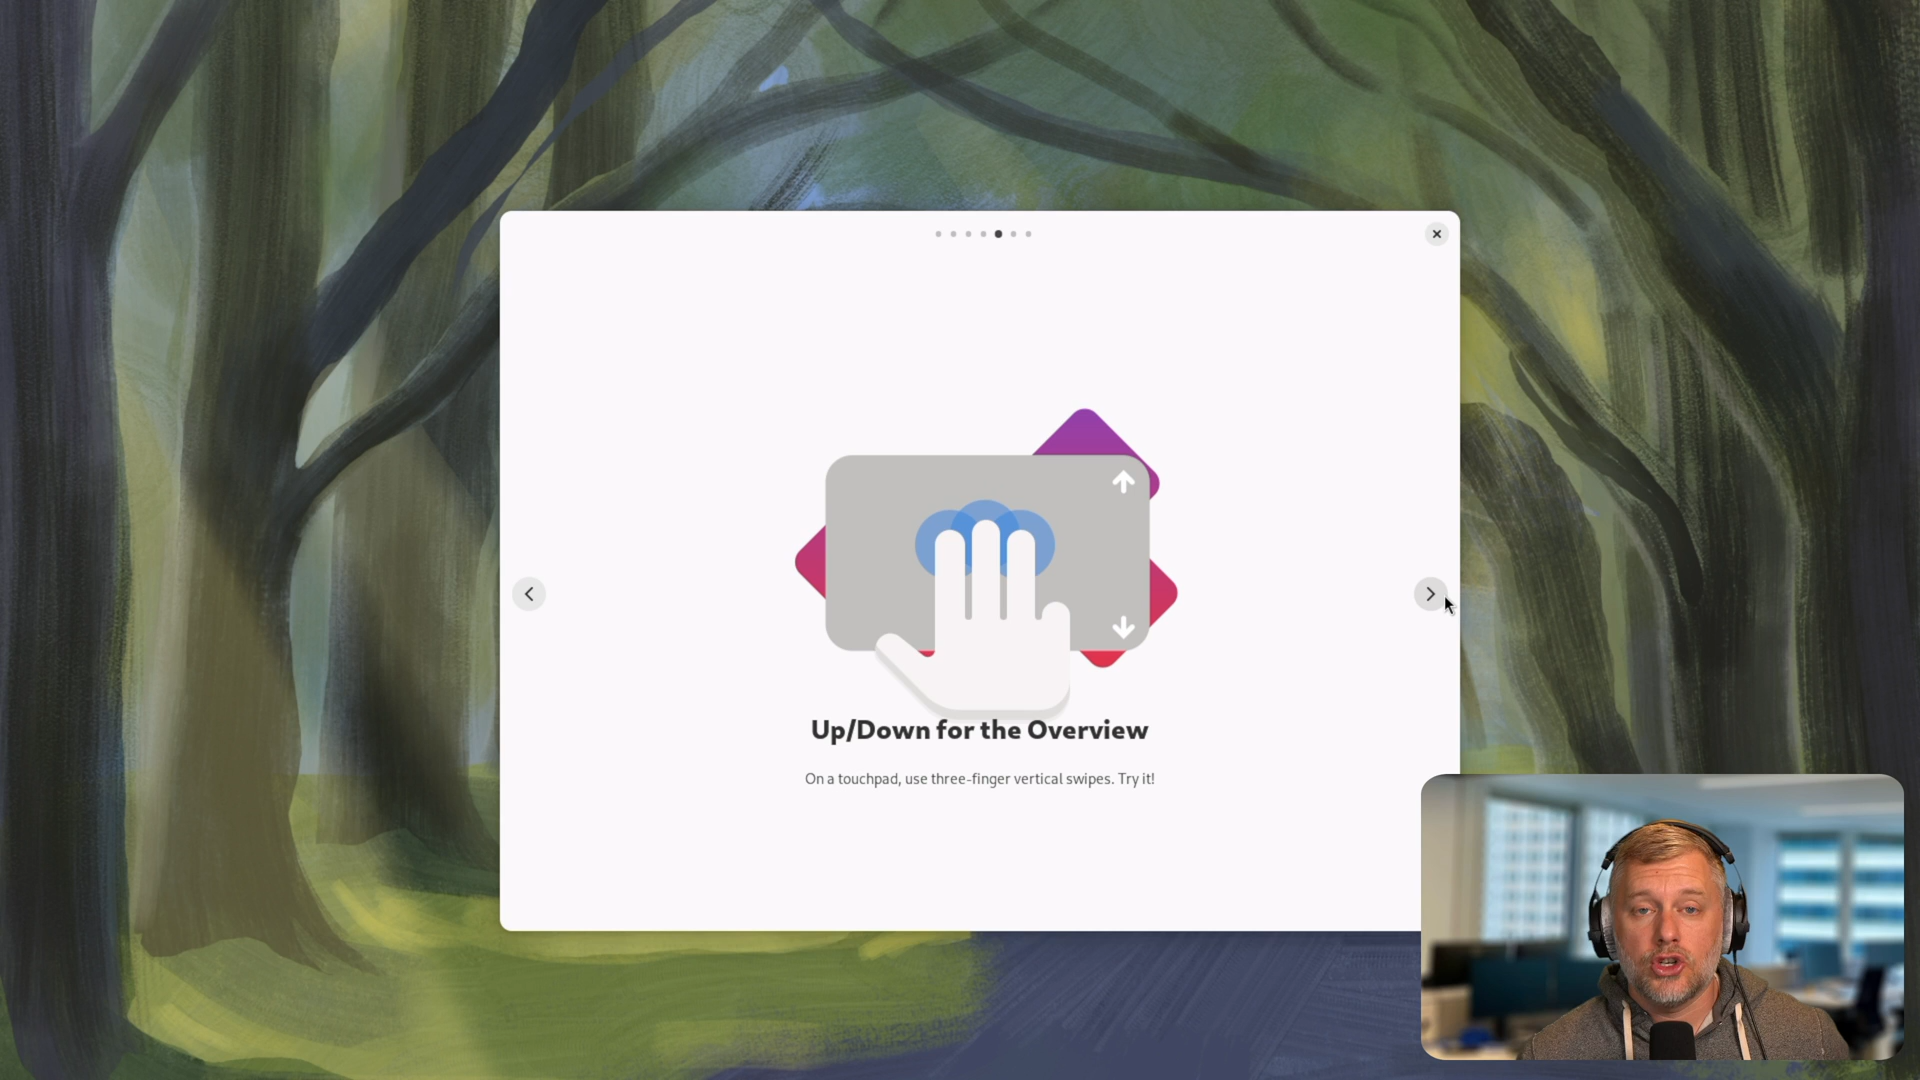 Up/Down for the Overview
On a touchpad, use three-finger vertical swipes. Try it!